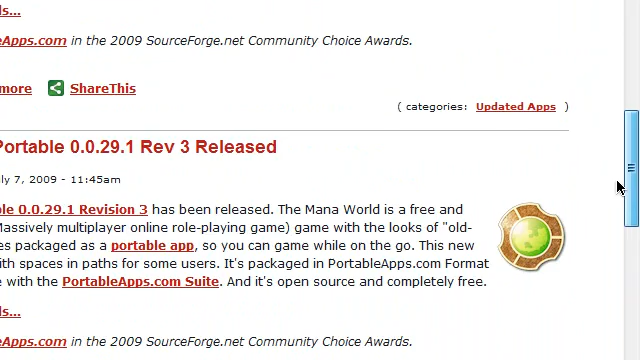 ds...
eApps.com in the 2009 SourceForge.net Community Choice Awards.
more ShareThis
( categories: Updated Apps )
Portable 0.0.29.1 Rev 3 Released
ly 7, 2009 - 11:45am
le 0.0.29.1 Revision 3 has been released. The Mana World is a free and
Massively multiplayer online role-playing game) game with the looks of "old-
es packaged as a portable app, so you can game while on the go. This new
ith spaces in paths for some users. It's packaged in PortableApps.com Format
e with the PortableApps.com Suite. And it's open source and completely free.
ds...
eApps.com in the 2009 SourceForge.net Community Choice Awards.